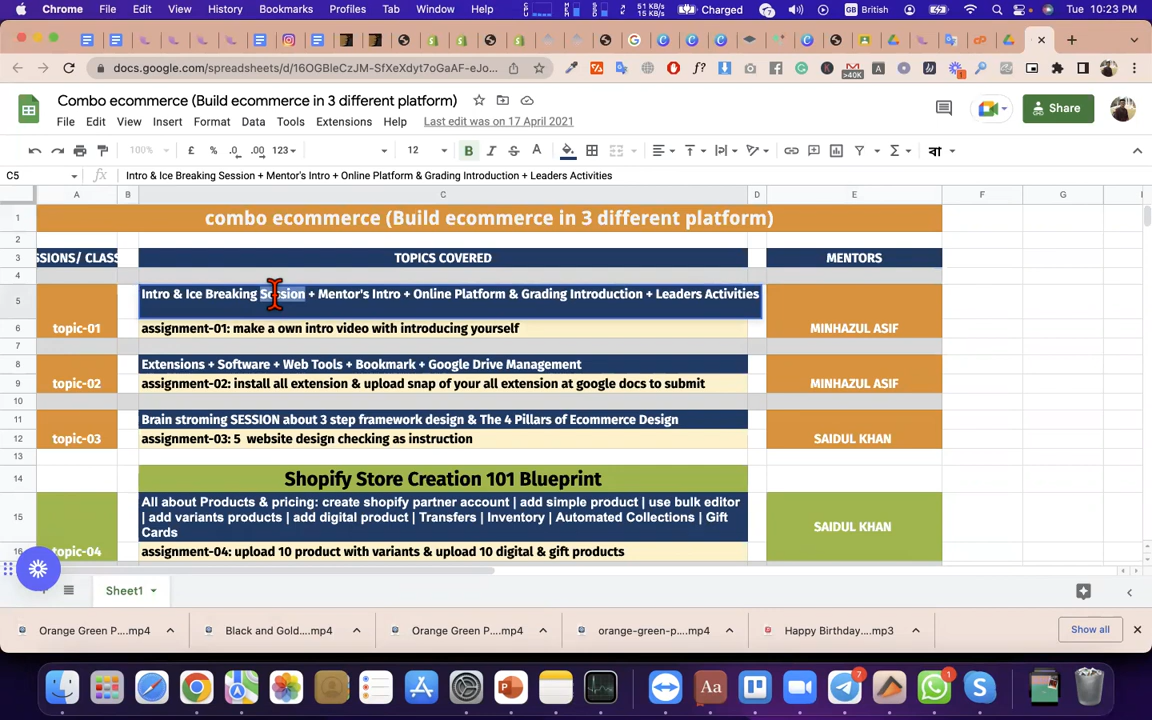 Chrome File Edit View History Bookmarks Profiles Tab Window Help
51 KB/s
15 KB/s
Charged
British
Tue 10:23 PM
docs.google.com/spreadsheets/d/16OGBleCzJM-SfXeXdyt7oGaAF-eJo...
Combo ecommerce (Build ecommerce in 3 different platform)
File Edit View Insert Format Data Tools Extensions Help Last edit was on 17 April 2021
Share
100% £ % .0 .00 123 12 B I S A বা
C5 fx Intro & Ice Breaking Session + Mentor's Intro + Online Platform & Grading Introduction + Leaders Activities
A B C D E F G
1 combo ecommerce (Build ecommerce in 3 different platform)
2
3 SSIONS/ CLASS TOPICS COVERED MENTORS
4
5 Intro & Ice Breaking Session + Mentor's Intro + Online Platform & Grading Introduction + Leaders Activities
6 topic-01 assignment-01: make a own intro video with introducing yourself MINHAZUL ASIF
7
8 Extensions + Software + Web Tools + Bookmark + Google Drive Management
9 topic-02 assignment-02: install all extension & upload snap of your all extension at google docs to submit MINHAZUL ASIF
10
11 Brain stroming SESSION about 3 step framework design & The 4 Pillars of Ecommerce Design
12 topic-03 assignment-03: 5 website design checking as instruction SAIDUL KHAN
13
14 Shopify Store Creation 101 Blueprint
All about Products & pricing: create shopify partner account | add simple product | use bulk editor
15 | add variants products | add digital product | Transfers | Inventory | Automated Collections | Gift SAIDUL KHAN
Cards
16 topic-04 assignment-04: upload 10 product with variants & upload 10 digital & gift products
Sheet1
Orange Green P....mp4 Black and Gold....mp4 Orange Green P....mp4 orange-green-p....mp4 Happy Birthday....mp3 Show all